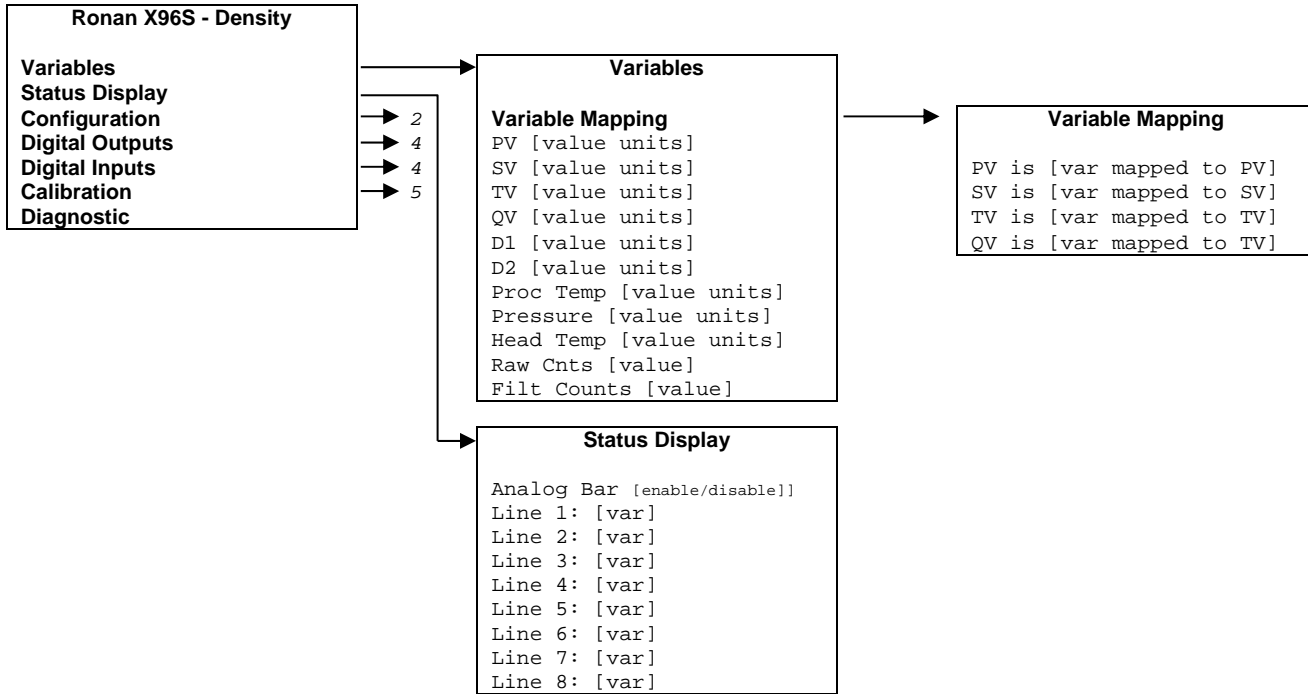 Ronan X96S - Density
Variables
Status Display
Configuration
2
Digital Outputs
4
Digital Inputs
4
Calibration
5
Diagnostic
Variables
Variable Mapping
PV [value units]
SV [value units]
TV [value units]
QV [value units]
D1 [value units]
D2 [value units]
Proc Temp [value units]
Pressure [value units]
Head Temp [value units]
Raw Cnts [value]
Filt Counts [value]
Variable Mapping
PV is [var mapped to PV]
SV is [var mapped to SV]
TV is [var mapped to TV]
QV is [var mapped to TV]
Status Display
Analog Bar [enable/disable]]
Line 1: [var]
Line 2: [var]
Line 3: [var]
Line 4: [var]
Line 5: [var]
Line 6: [var]
Line 7: [var]
Line 8: [var]